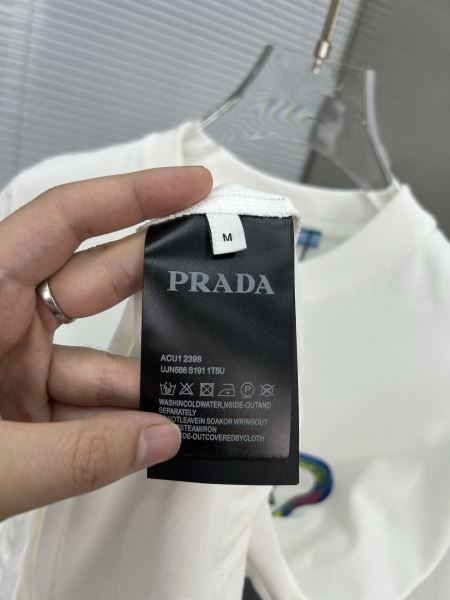 M
PRADA
ACU1 2398
UJN566 S191 1T5U
WASHINCOLDWATER,NSIDE-OUTAND
SEPARATELY
NOTLEAVEIN SOAKOR WRINGOUT
STEAMIRON
SIDE-OUTCOVEREDBYCLOTH